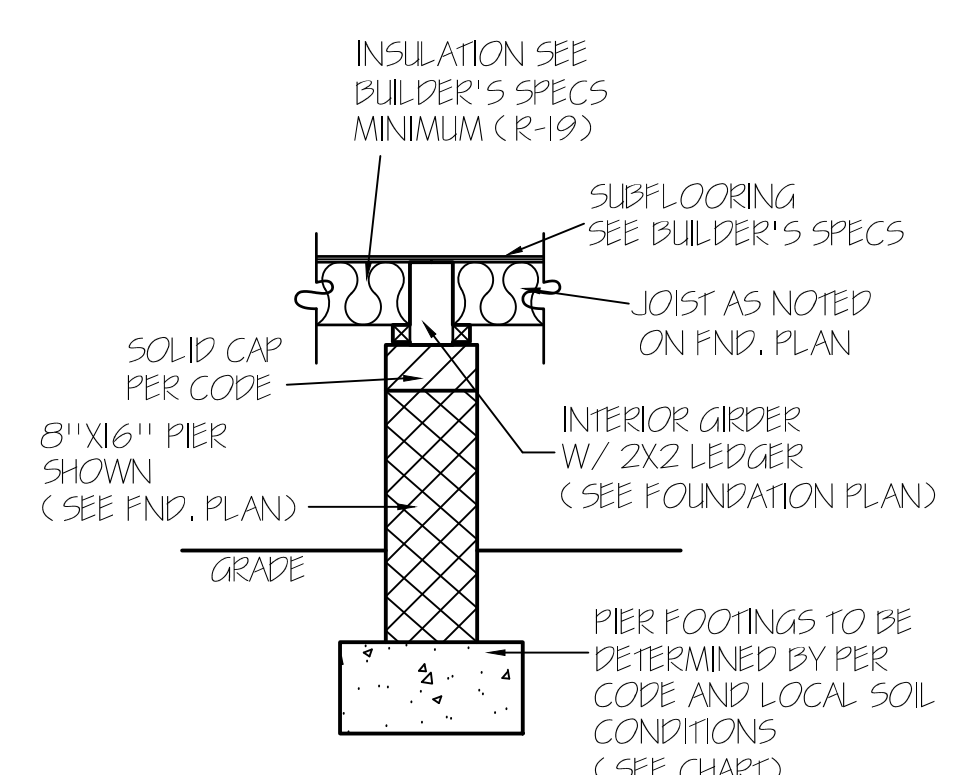 INSULATION SEE
BUILDER'S SPECS
MINIMUM (R-19)
SUBFLOORING
SEE BUILDER'S SPECS
JOIST AS NOTED
ON FND. PLAN
SOLID CAP
PER CODE
8''X16'' PIER
SHOWN
(SEE FND. PLAN)
INTERIOR GIRDER
W/ 2X2 LEDGER
(SEE FOUNDATION PLAN)
GRADE
PIER FOOTINGS TO BE
DETERMINED BY PER
CODE AND LOCAL SOIL
CONDITIONS
(SEE CHART)